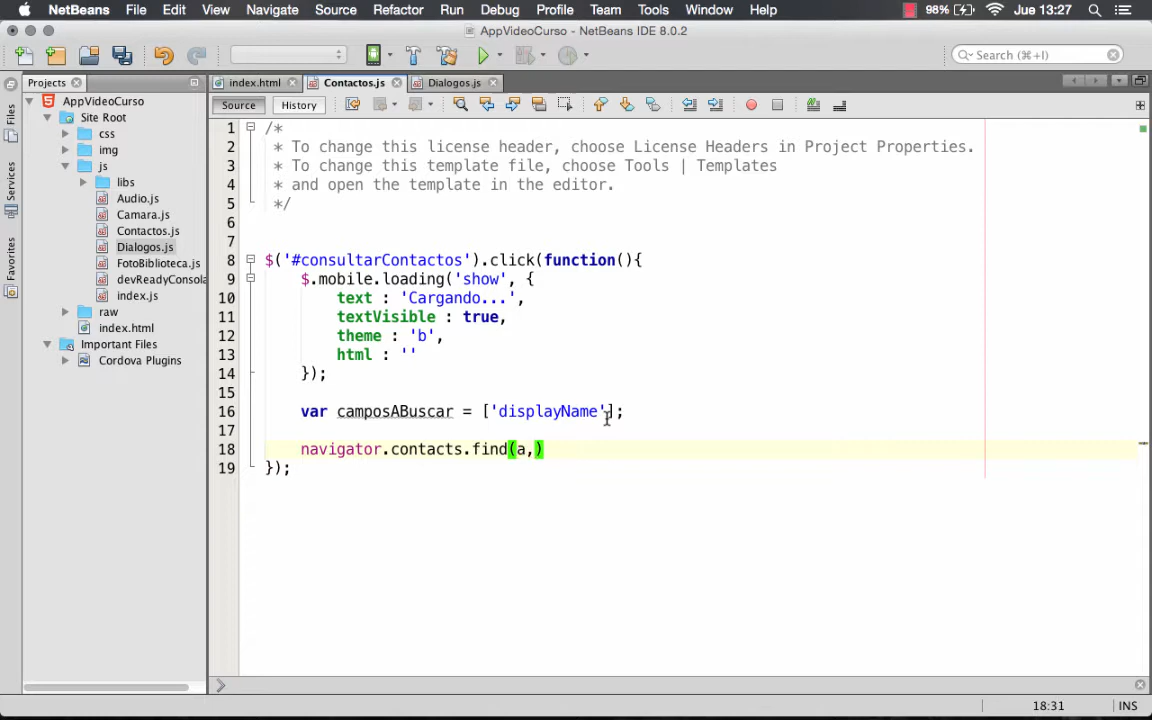 NetBeans File Edit View Navigate Source Refactor Run Debug Profile Team Tools Window Help 98% Jue 13:27
AppVideoCurso - NetBeans IDE 8.0.2
Search (⌘+I)
Projects
index.html Contactos.js Dialogos.js
Source History
Files
Services
Favorites
AppVideoCurso
Site Root
css
img
js
libs
Audio.js
Camara.js
Contactos.js
Dialogos.js
FotoBiblioteca.js
devReadyConsola
index.js
raw
index.html
Important Files
Cordova Plugins
1 /*
2 * To change this license header, choose License Headers in Project Properties.
3 * To change this template file, choose Tools | Templates
4 * and open the template in the editor.
5 */
6
7
8 $('#consultarContactos').click(function(){
9 $.mobile.loading('show', {
10 text : 'Cargando...',
11 textVisible : true,
12 theme : 'b',
13 html : ''
14 });
15
16 var camposABuscar = ['displayName'];
17
18 navigator.contacts.find(a,)
19 });
18:31 INS